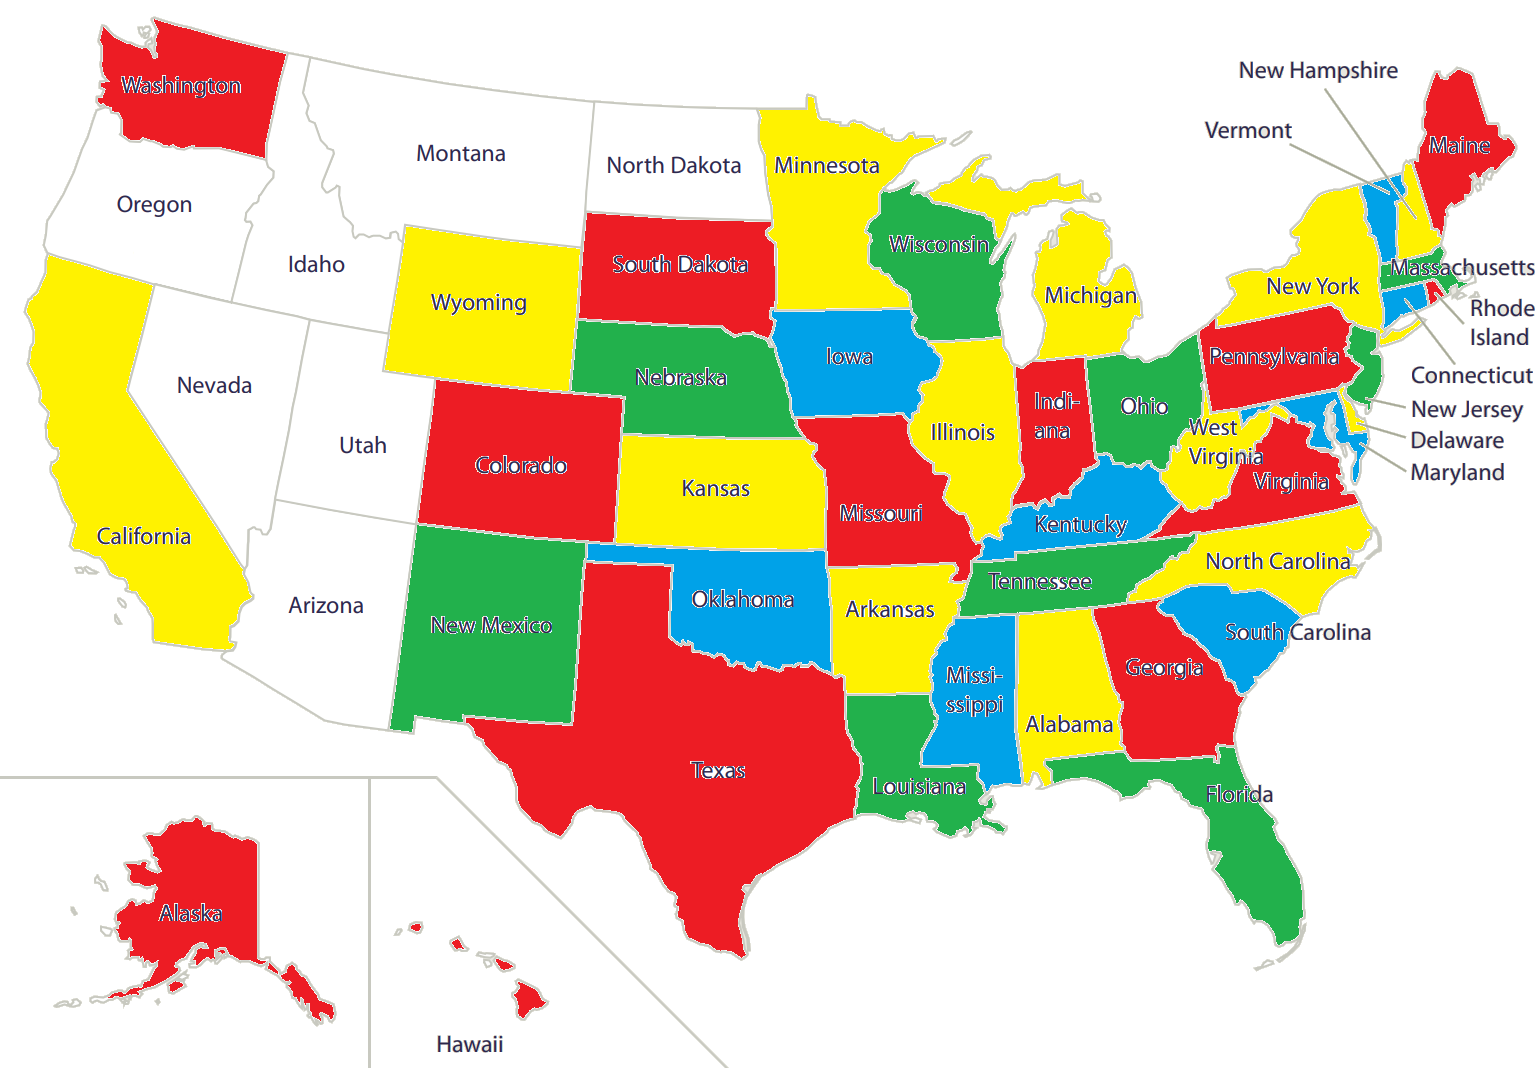 New Hampshire
Washington
Vermont
Maine
Montana
North Dakota
Minnesota
Oregon
Wisconsin
Idaho
South Dakota
Massachusetts
New York
Michigan
Wyoming
Rhode
Island
Iowa
Pennsylvania
Nebraska
Connecticut
Nevada
Indi-
ana
Ohio
New Jersey
West
Virginia
Illinois
Delaware
Utah
Colorado
Maryland
Kansas
Virginia
Missouri
Kentucky
California
North Carolina
Tennessee
Oklahoma
Arkansas
Arizona
New Mexico
South Carolina
Georgia
Missi-
ssippi
Alabama
Texas
Louisiana
Florida
Alaska
Hawaii